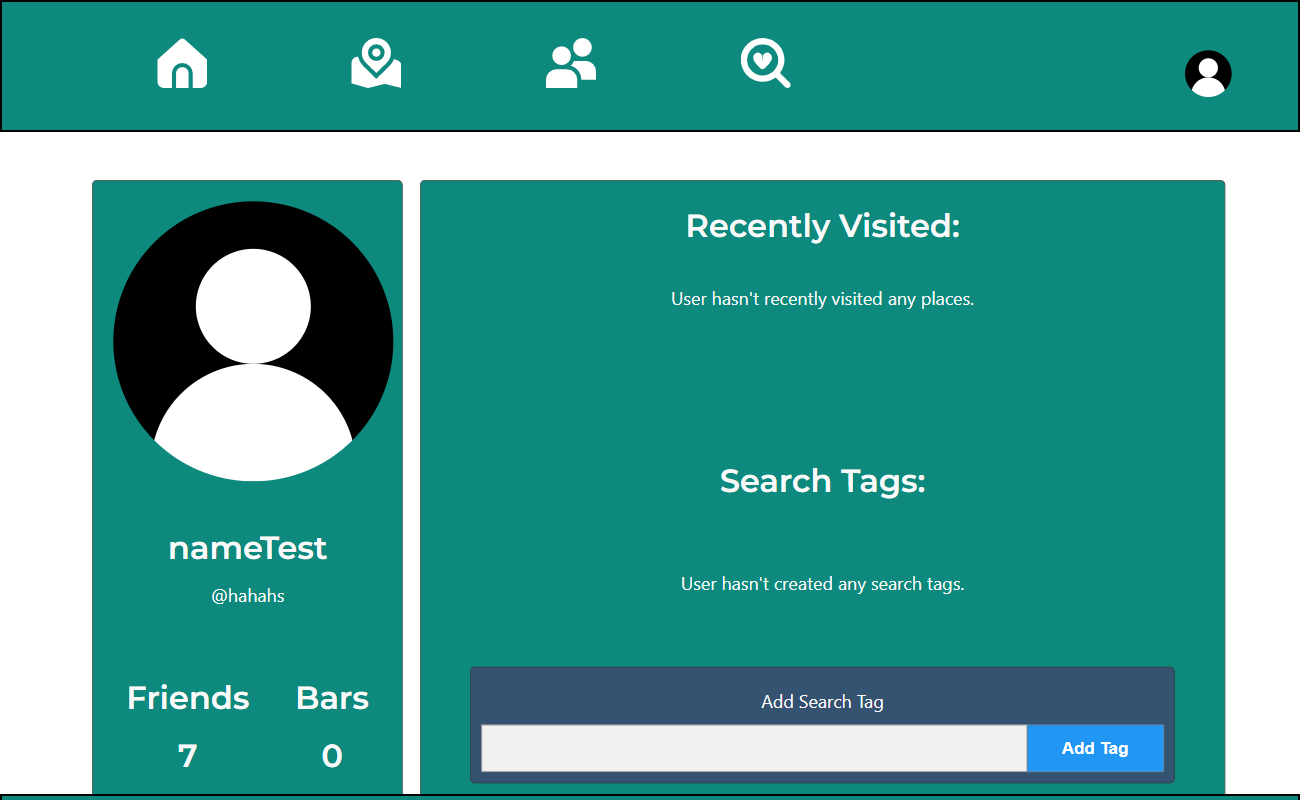 nameTest
@hahahs
Friends Bars
7 0
Recently Visited:
User hasn't recently visited any places.
Search Tags:
User hasn't created any search tags.
Add Search Tag
Add Tag